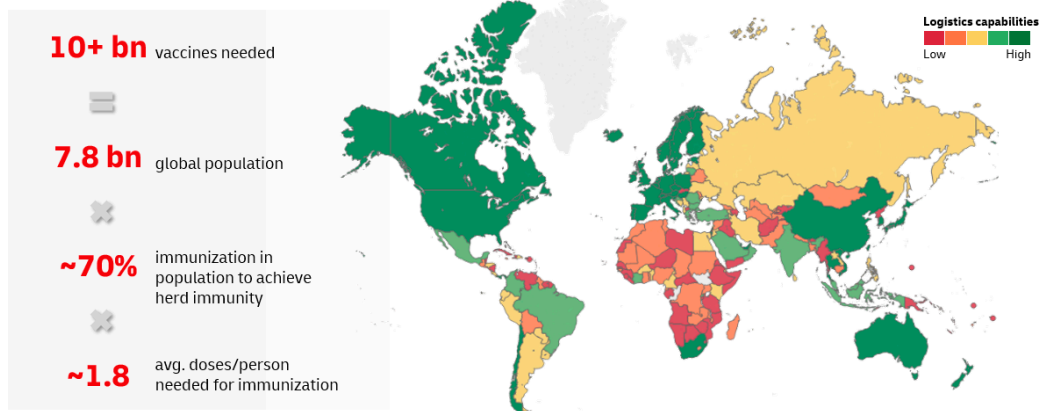 10+ bn vaccines needed
=
7.8 bn global population
×
~70% immunization in
population to achieve
herd immunity
×
~1.8 avg. doses/person
needed for immunization
Logistics capabilities
Low High